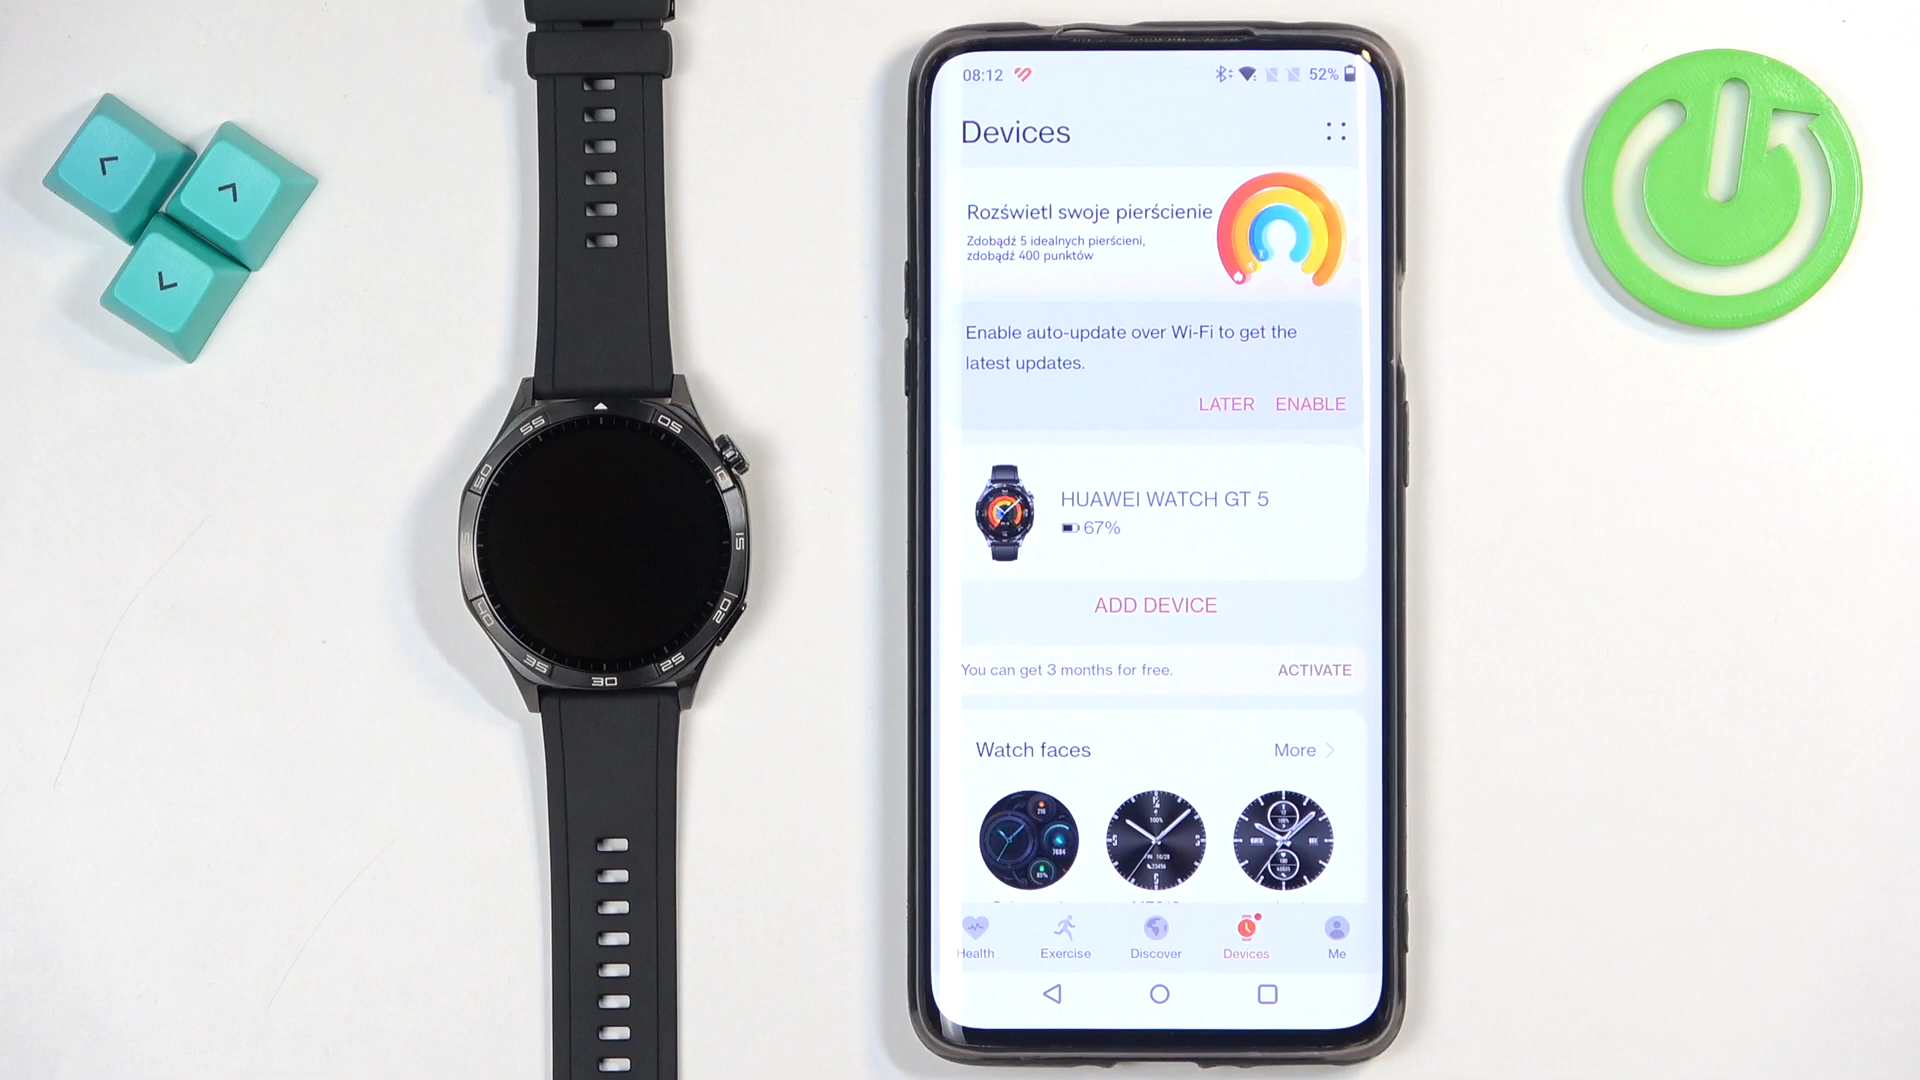 08:12
52%
Devices
Rozświetl swoje pierścienie
Zdobądź 5 idealnych pierścieni,
zdobądź 400 punktów
Enable auto-update over Wi-Fi to get the
latest updates.
LATER ENABLE
HUAWEI WATCH GT 5
67%
ADD DEVICE
You can get 3 months for free. ACTIVATE
Watch faces More
Health Exercise Discover Devices Me
55 05
50 10
15
40 20
35 25
30